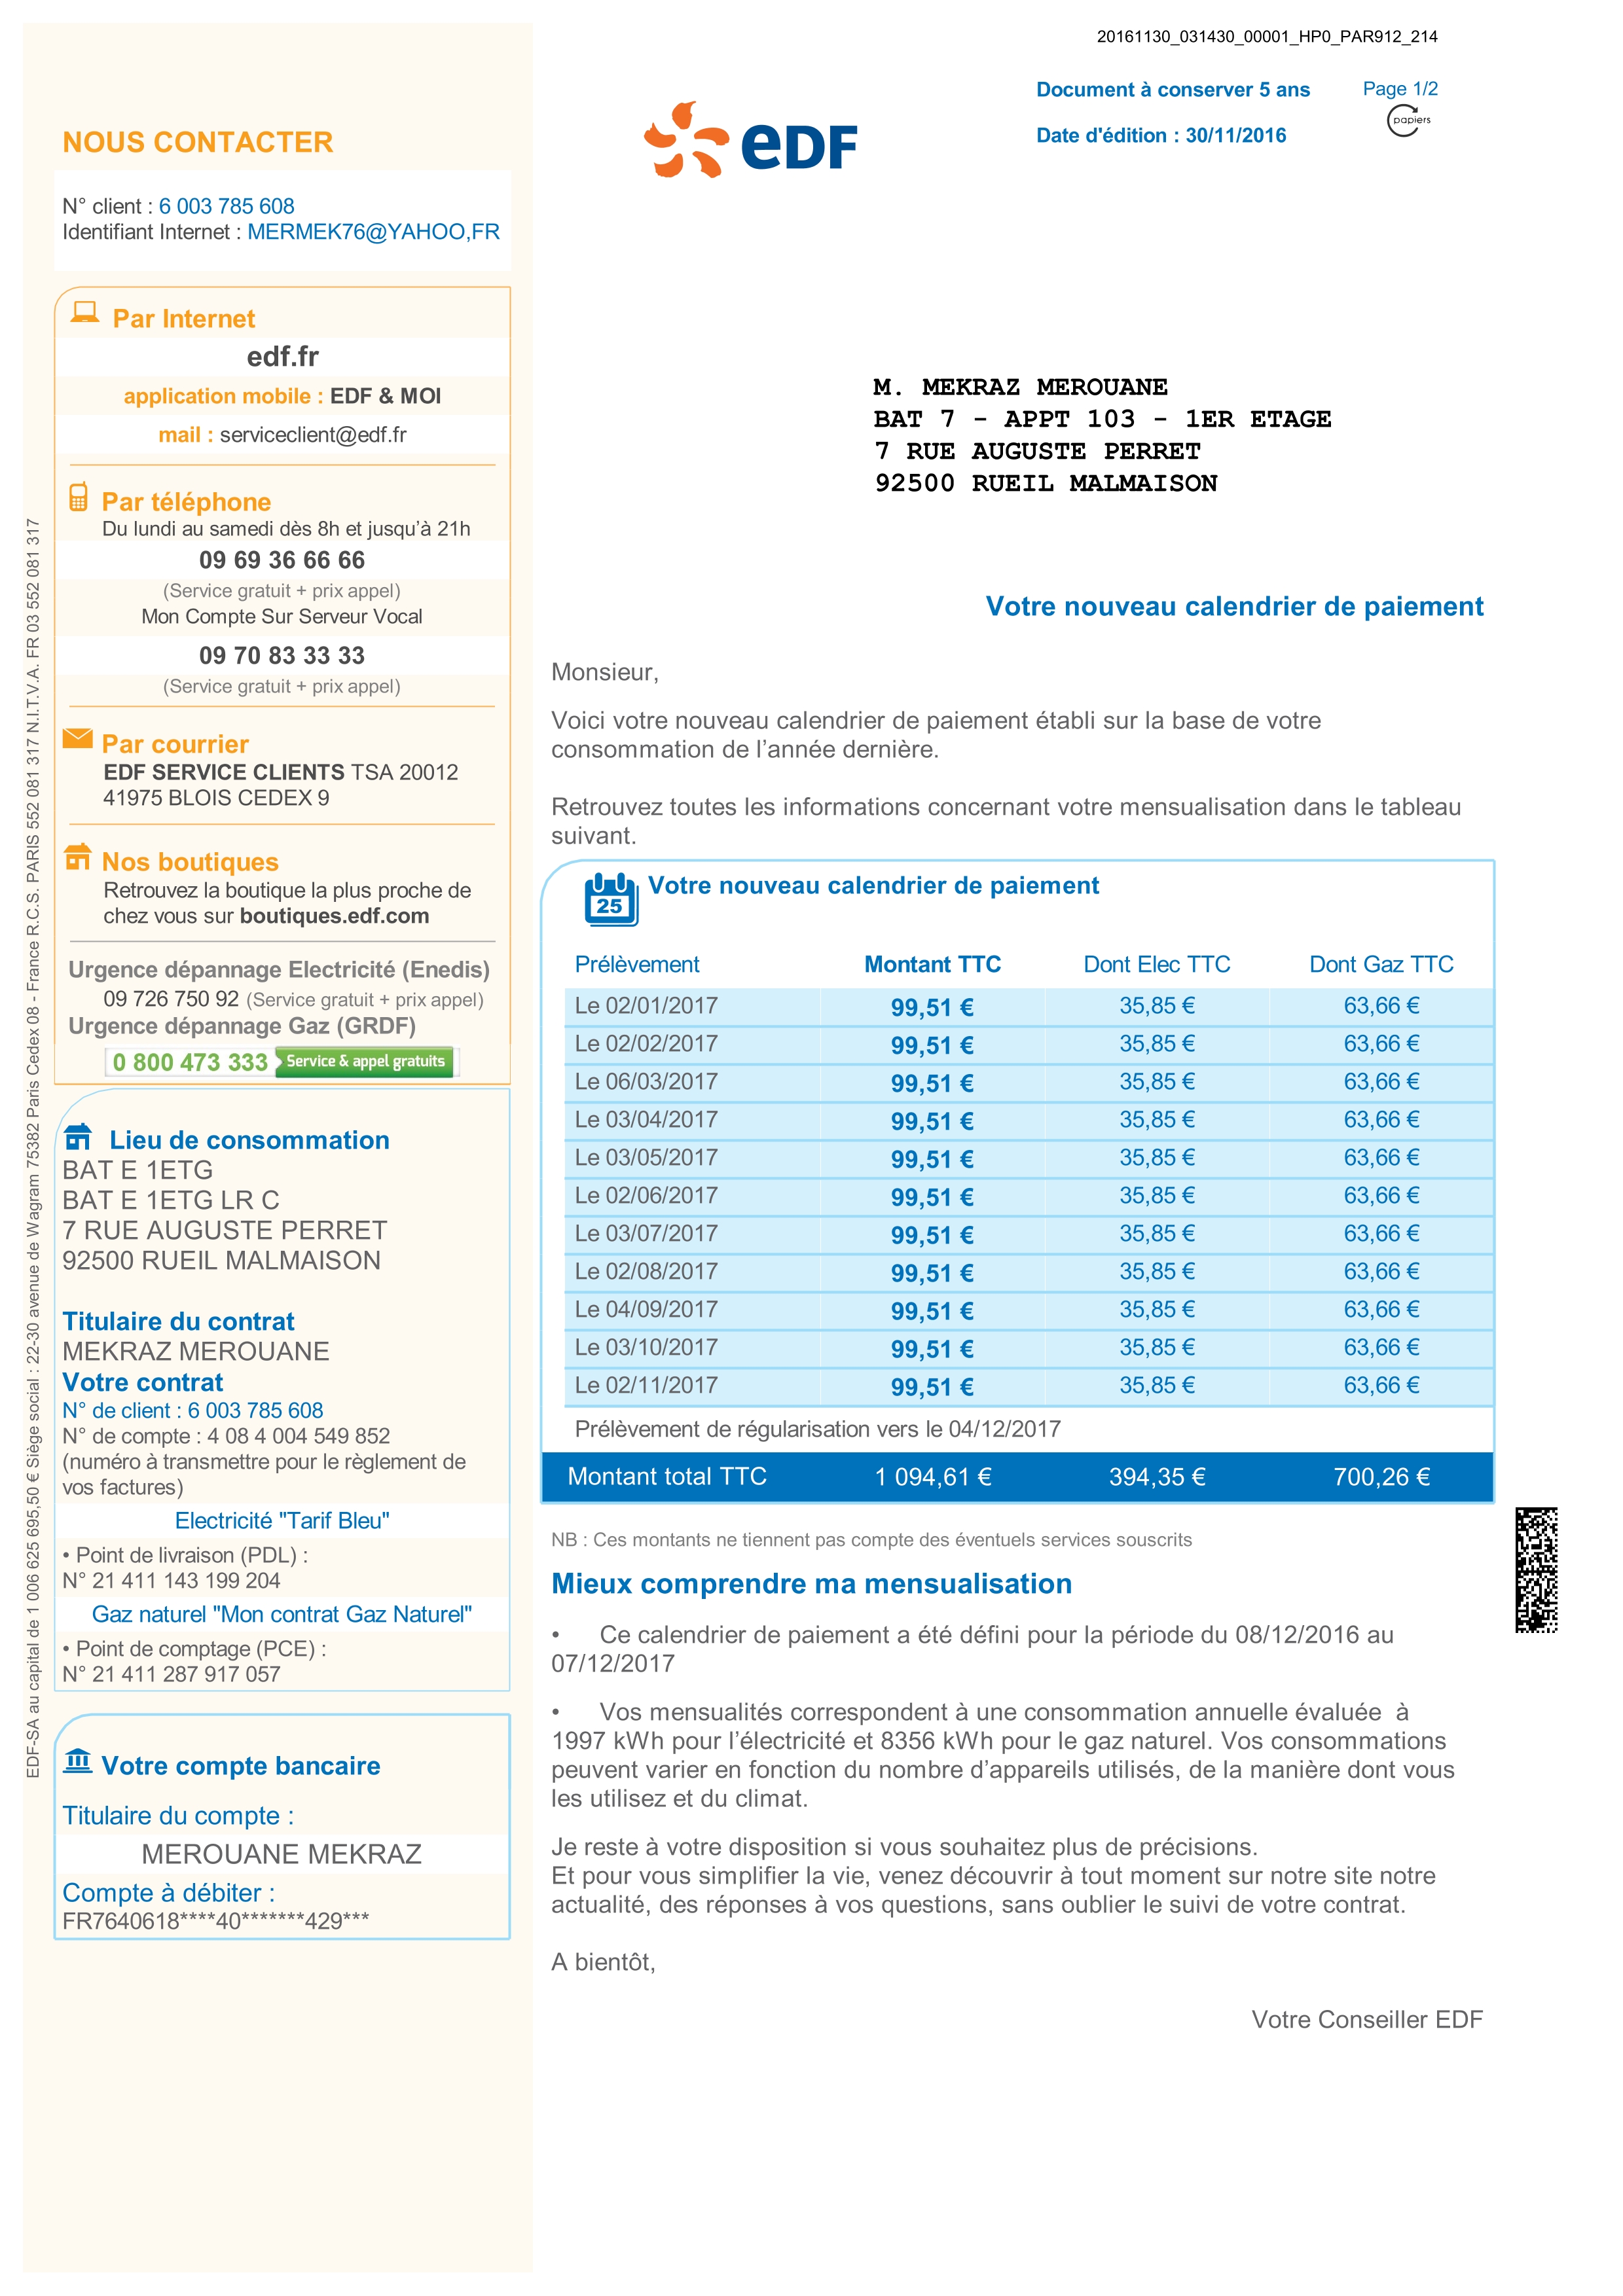 20161130_031430_00001_HP0_PAR912_214
Document à conserver 5 ans
Page 1/2
papiers
Date d'édition : 30/11/2016
eDF
NOUS CONTACTER
N° client : 6 003 785 608
Identifiant Internet : MERMEK76@YAHOO,FR
Par Internet
edf.fr
application mobile : EDF & MOI
mail : serviceclient@edf.fr
Par téléphone
Du lundi au samedi dès 8h et jusqu'à 21h
09 69 36 66 66
(Service gratuit + prix appel)
Mon Compte Sur Serveur Vocal
09 70 83 33 33
(Service gratuit + prix appel)
Par courrier
EDF SERVICE CLIENTS TSA 20012
41975 BLOIS CEDEX 9
Nos boutiques
Retrouvez la boutique la plus proche de
chez vous sur boutiques.edf.com
Urgence dépannage Electricité (Enedis)
09 726 750 92 (Service gratuit + prix appel)
Urgence dépannage Gaz (GRDF)
0 800 473 333 Service & appel gratuits
Lieu de consommation
BAT E 1ETG
BAT E 1ETG LR C
7 RUE AUGUSTE PERRET
92500 RUEIL MALMAISON
Titulaire du contrat
MEKRAZ MEROUANE
Votre contrat
N° de client : 6 003 785 608
N° de compte : 4 08 4 004 549 852
(numéro à transmettre pour le règlement de
vos factures)
Electricité "Tarif Bleu"
• Point de livraison (PDL) :
N° 21 411 143 199 204
Gaz naturel "Mon contrat Gaz Naturel"
• Point de comptage (PCE) :
N° 21 411 287 917 057
Votre compte bancaire
Titulaire du compte :
MEROUANE MEKRAZ
Compte à débiter :
FR7640618****40*******429***
EDF-SA au capital de 1 006 625 695,50 € Siège social : 22-30 avenue de Wagram 75382 Paris Cedex 08 - France R.C.S. PARIS 552 081 317 N.I.T.V.A. FR 03 552 081 317
M. MEKRAZ MEROUANE
BAT 7 - APPT 103 - 1ER ETAGE
7 RUE AUGUSTE PERRET
92500 RUEIL MALMAISON
Votre nouveau calendrier de paiement
Monsieur,
Voici votre nouveau calendrier de paiement établi sur la base de votre
consommation de l'année dernière.
Retrouvez toutes les informations concernant votre mensualisation dans le tableau
suivant.
25
Votre nouveau calendrier de paiement
Prélèvement Montant TTC Dont Elec TTC Dont Gaz TTC
Le 02/01/2017 99,51 € 35,85 € 63,66 €
Le 02/02/2017 99,51 € 35,85 € 63,66 €
Le 06/03/2017 99,51 € 35,85 € 63,66 €
Le 03/04/2017 99,51 € 35,85 € 63,66 €
Le 03/05/2017 99,51 € 35,85 € 63,66 €
Le 02/06/2017 99,51 € 35,85 € 63,66 €
Le 03/07/2017 99,51 € 35,85 € 63,66 €
Le 02/08/2017 99,51 € 35,85 € 63,66 €
Le 04/09/2017 99,51 € 35,85 € 63,66 €
Le 03/10/2017 99,51 € 35,85 € 63,66 €
Le 02/11/2017 99,51 € 35,85 € 63,66 €
Prélèvement de régularisation vers le 04/12/2017
Montant total TTC 1 094,61 € 394,35 € 700,26 €
NB : Ces montants ne tiennent pas compte des éventuels services souscrits
Mieux comprendre ma mensualisation
• Ce calendrier de paiement a été défini pour la période du 08/12/2016 au
07/12/2017
• Vos mensualités correspondent à une consommation annuelle évaluée à
1997 kWh pour l'électricité et 8356 kWh pour le gaz naturel. Vos consommations
peuvent varier en fonction du nombre d'appareils utilisés, de la manière dont vous
les utilisez et du climat.
Je reste à votre disposition si vous souhaitez plus de précisions.
Et pour vous simplifier la vie, venez découvrir à tout moment sur notre site notre
actualité, des réponses à vos questions, sans oublier le suivi de votre contrat.
A bientôt,
Votre Conseiller EDF